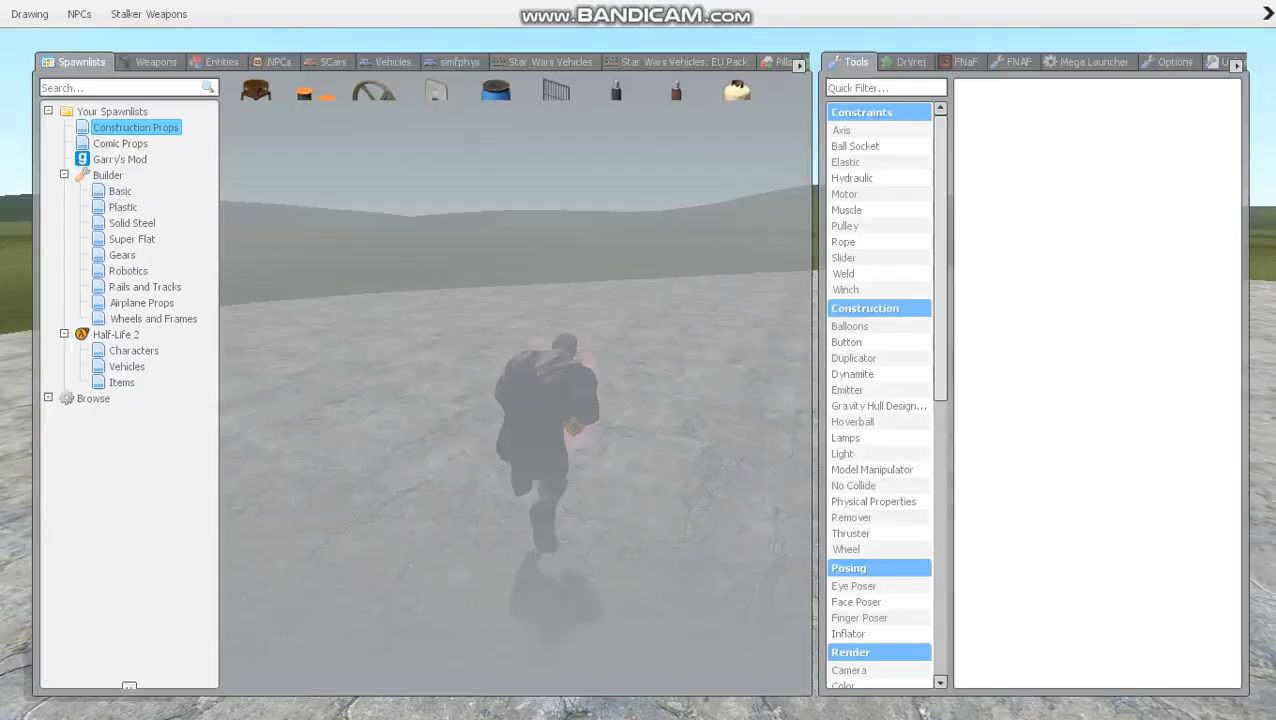 Drawing NPCs Stalker Weapons
www.BANDICAM.com
Spawnlists Weapons Entities NPCs SCars Vehicles simfphys Star Wars Vehicles Star Wars Vehicles: EU Pack Pills
Tools DrVrej FNaF FNAF Mega Launcher Options
Search...
Your Spawnlists
Construction Props
Comic Props
Garry's Mod
Builder
Basic
Plastic
Solid Steel
Super Flat
Gears
Robotics
Rails and Tracks
Airplane Props
Wheels and Frames
Half-Life 2
Characters
Vehicles
Items
Browse
Quick Filter...
Constraints
Axis
Ball Socket
Elastic
Hydraulic
Motor
Muscle
Pulley
Rope
Slider
Weld
Winch
Construction
Balloons
Button
Duplicator
Dynamite
Emitter
Gravity Hull Design...
Hoverball
Lamps
Light
Model Manipulator
No Collide
Physical Properties
Remover
Thruster
Wheel
Posing
Eye Poser
Face Poser
Finger Poser
Inflator
Render
Camera
Color